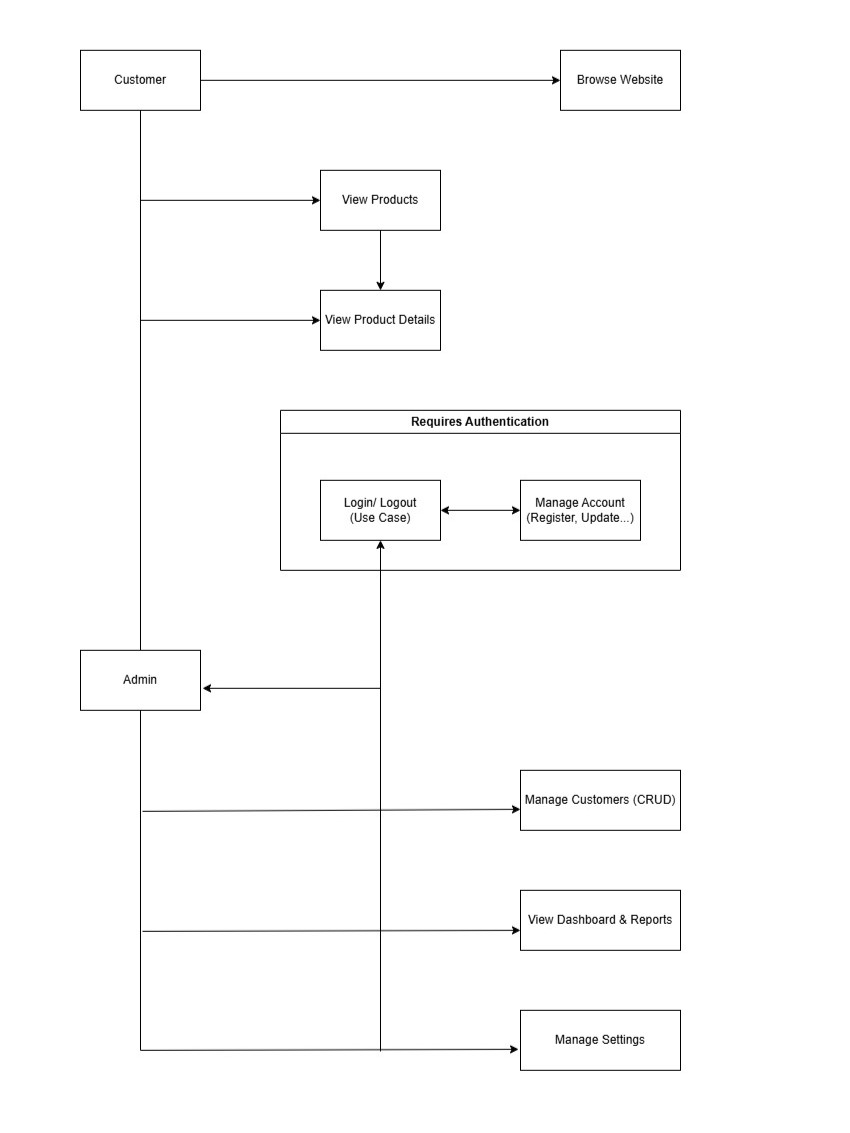 Customer
Browse Website
View Products
View Product Details
Requires Authentication
Login/ Logout
(Use Case)
Manage Account
(Register, Update...)
Admin
Manage Customers (CRUD)
View Dashboard & Reports
Manage Settings